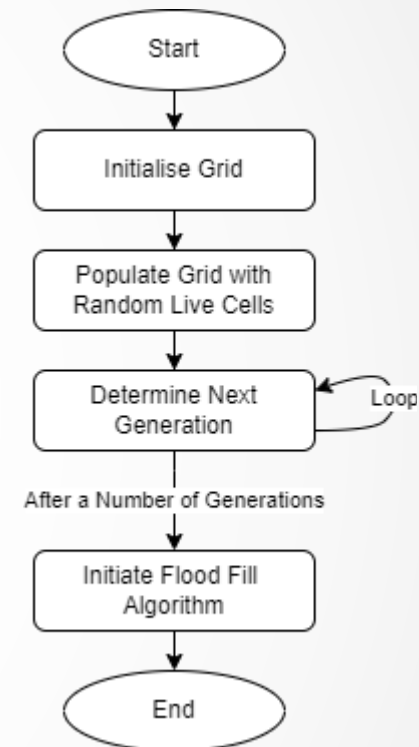 Start
Initialise Grid
Populate Grid with
Random Live Cells
Determine Next
Generation
Loop
After a Number of Generations
Initiate Flood Fill
Algorithm
End